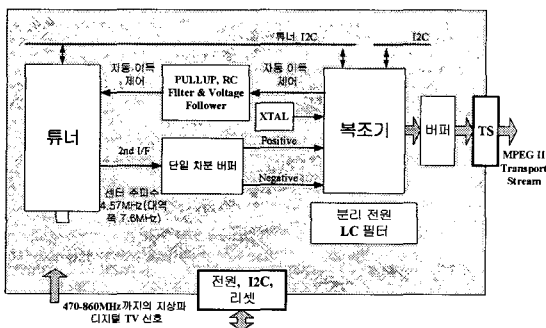 튜너 I2C
I2C
자동 이득
제어
PULLUP, RC
Filter & Voltage
Follower
자동 이득
제어
튜너
XTAL
복조기
버퍼
TS
MPEG II
Transport
Stream
2nd I/F
단일 차분 버퍼
Positive
Negative
센터 주파수
4.57MHz(대역
폭 7.6MHz)
분리 전원
LC 필터
470-860MHz까지의 지상파
디지털 TV 신호
전원, I2C,
리셋